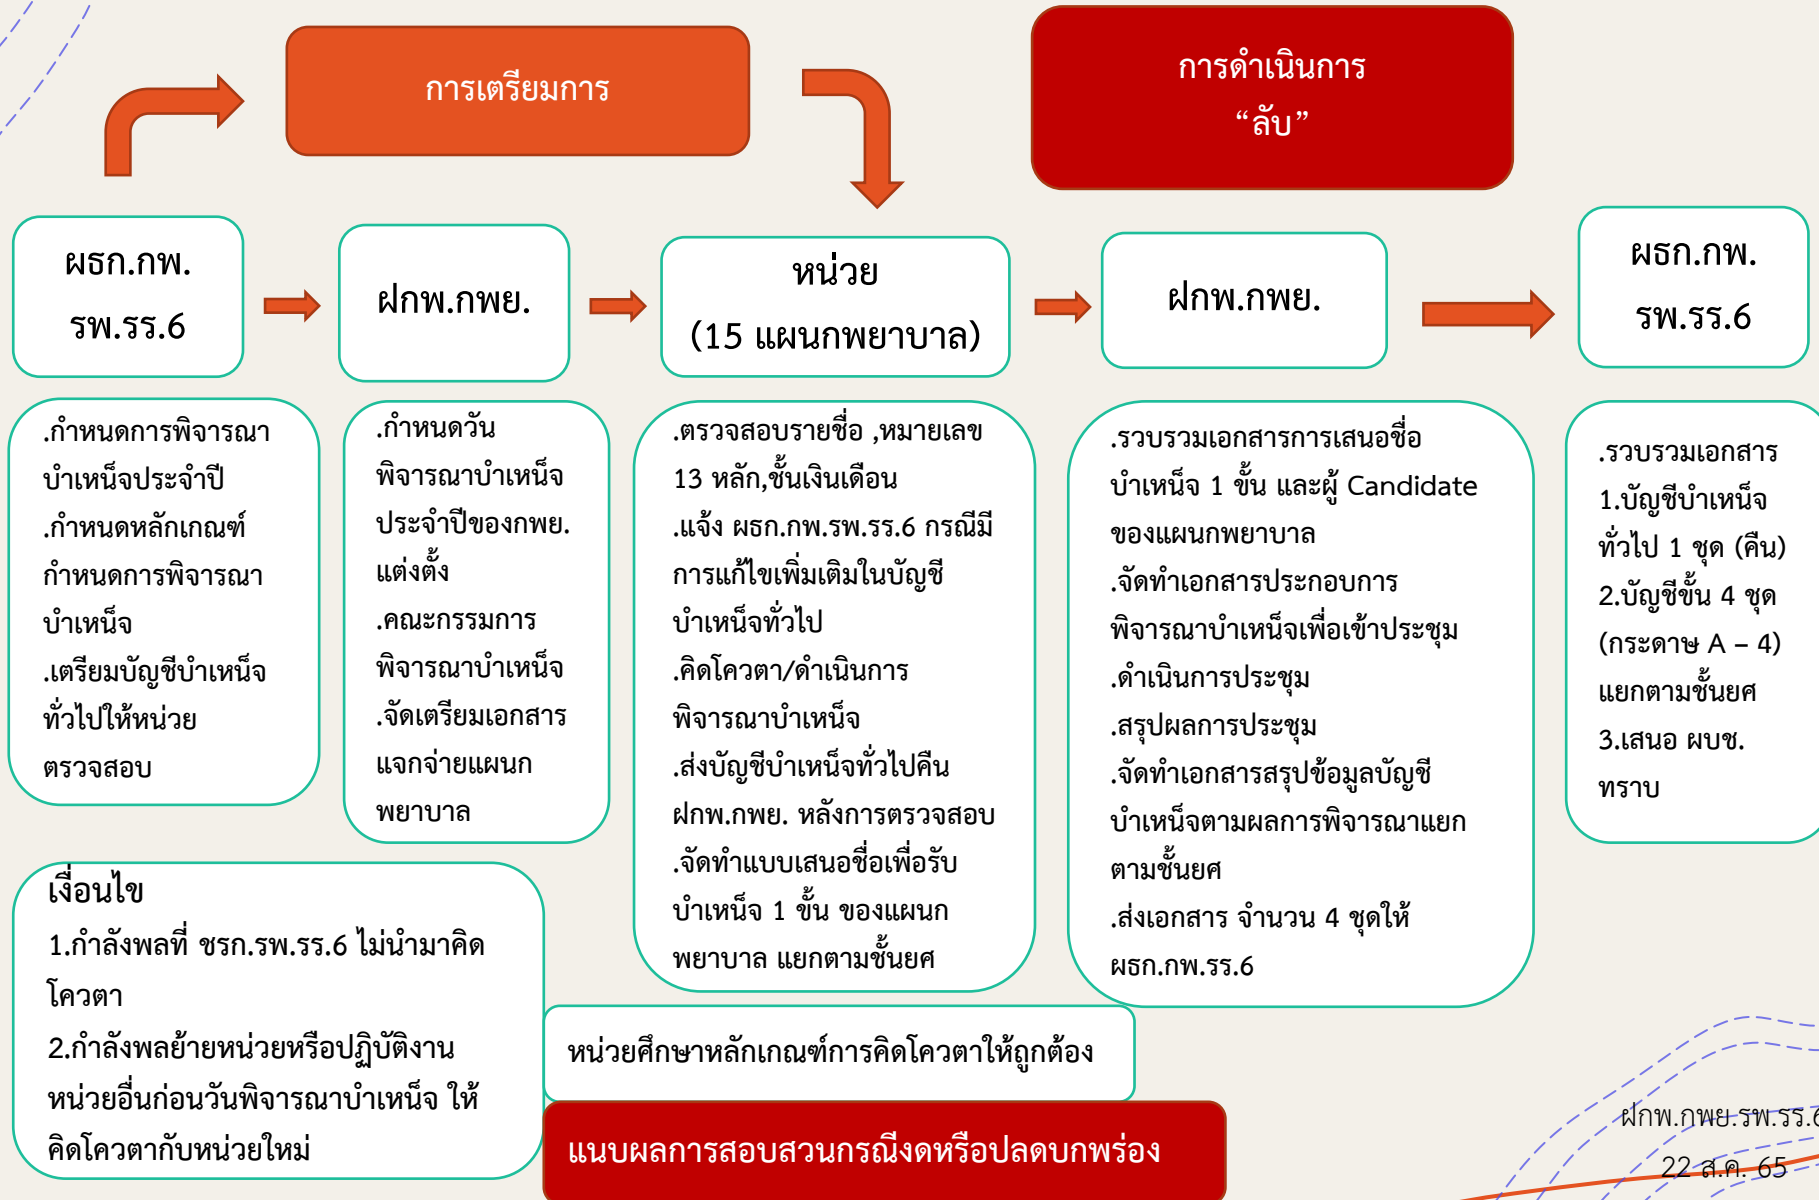 การเตรียมการ
การดำเนินการ
“ลับ”
ผธก.กพ.
รพ.รร.6
ฝกพ.กพย.
หน่วย
(15 แผนกพยาบาล)
ฝกพ.กพย.
ผธก.กพ.
รพ.รร.6
.กำหนดการพิจารณา
บำเหน็จประจำปี
.กำหนดหลักเกณฑ์
กำหนดการพิจารณา
บำเหน็จ
.เตรียมบัญชีบำเหน็จ
ทั่วไปให้หน่วย
ตรวจสอบ
.กำหนดวัน
พิจารณาบำเหน็จ
ประจำปีของกพย.
แต่งตั้ง
.คณะกรรมการ
พิจารณาบำเหน็จ
.จัดเตรียมเอกสาร
แจกจ่ายแผนก
พยาบาล
.ตรวจสอบรายชื่อ ,หมายเลข
13 หลัก,ชั้นเงินเดือน
.แจ้ง ผธก.กพ.รพ.รร.6 กรณีมี
การแก้ไขเพิ่มเติมในบัญชี
บำเหน็จทั่วไป
.คิดโควตา/ดำเนินการ
พิจารณาบำเหน็จ
.ส่งบัญชีบำเหน็จทั่วไปคืน
ฝกพ.กพย. หลังการตรวจสอบ
.จัดทำแบบเสนอชื่อเพื่อรับ
บำเหน็จ 1 ขั้น ของแผนก
พยาบาล แยกตามชั้นยศ
.รวบรวมเอกสารการเสนอชื่อ
บำเหน็จ 1 ขั้น และผู้ Candidate
ของแผนกพยาบาล
.จัดทำเอกสารประกอบการ
พิจารณาบำเหน็จเพื่อเข้าประชุม
.ดำเนินการประชุม
.สรุปผลการประชุม
.จัดทำเอกสารสรุปข้อมูลบัญชี
บำเหน็จตามผลการพิจารณาแยก
ตามชั้นยศ
.ส่งเอกสาร จำนวน 4 ชุดให้
ผธก.กพ.รร.6
.รวบรวมเอกสาร
1.บัญชีบำเหน็จ
ทั่วไป 1 ชุด (คืน)
2.บัญชีขั้น 4 ชุด
(กระดาษ A – 4)
แยกตามชั้นยศ
3.เสนอ ผบช.
ทราบ
เงื่อนไข
1.กำลังพลที่ ชรก.รพ.รร.6 ไม่นำมาคิด
โควตา
2.กำลังพลย้ายหน่วยหรือปฏิบัติงาน
หน่วยอื่นก่อนวันพิจารณาบำเหน็จ ให้
คิดโควตากับหน่วยใหม่
หน่วยศึกษาหลักเกณฑ์การคิดโควตาให้ถูกต้อง
แนบผลการสอบสวนกรณีงดหรือปลดบกพร่อง
ฝกพ.กพย.รพ.รร.6
22 ส.ค. 65